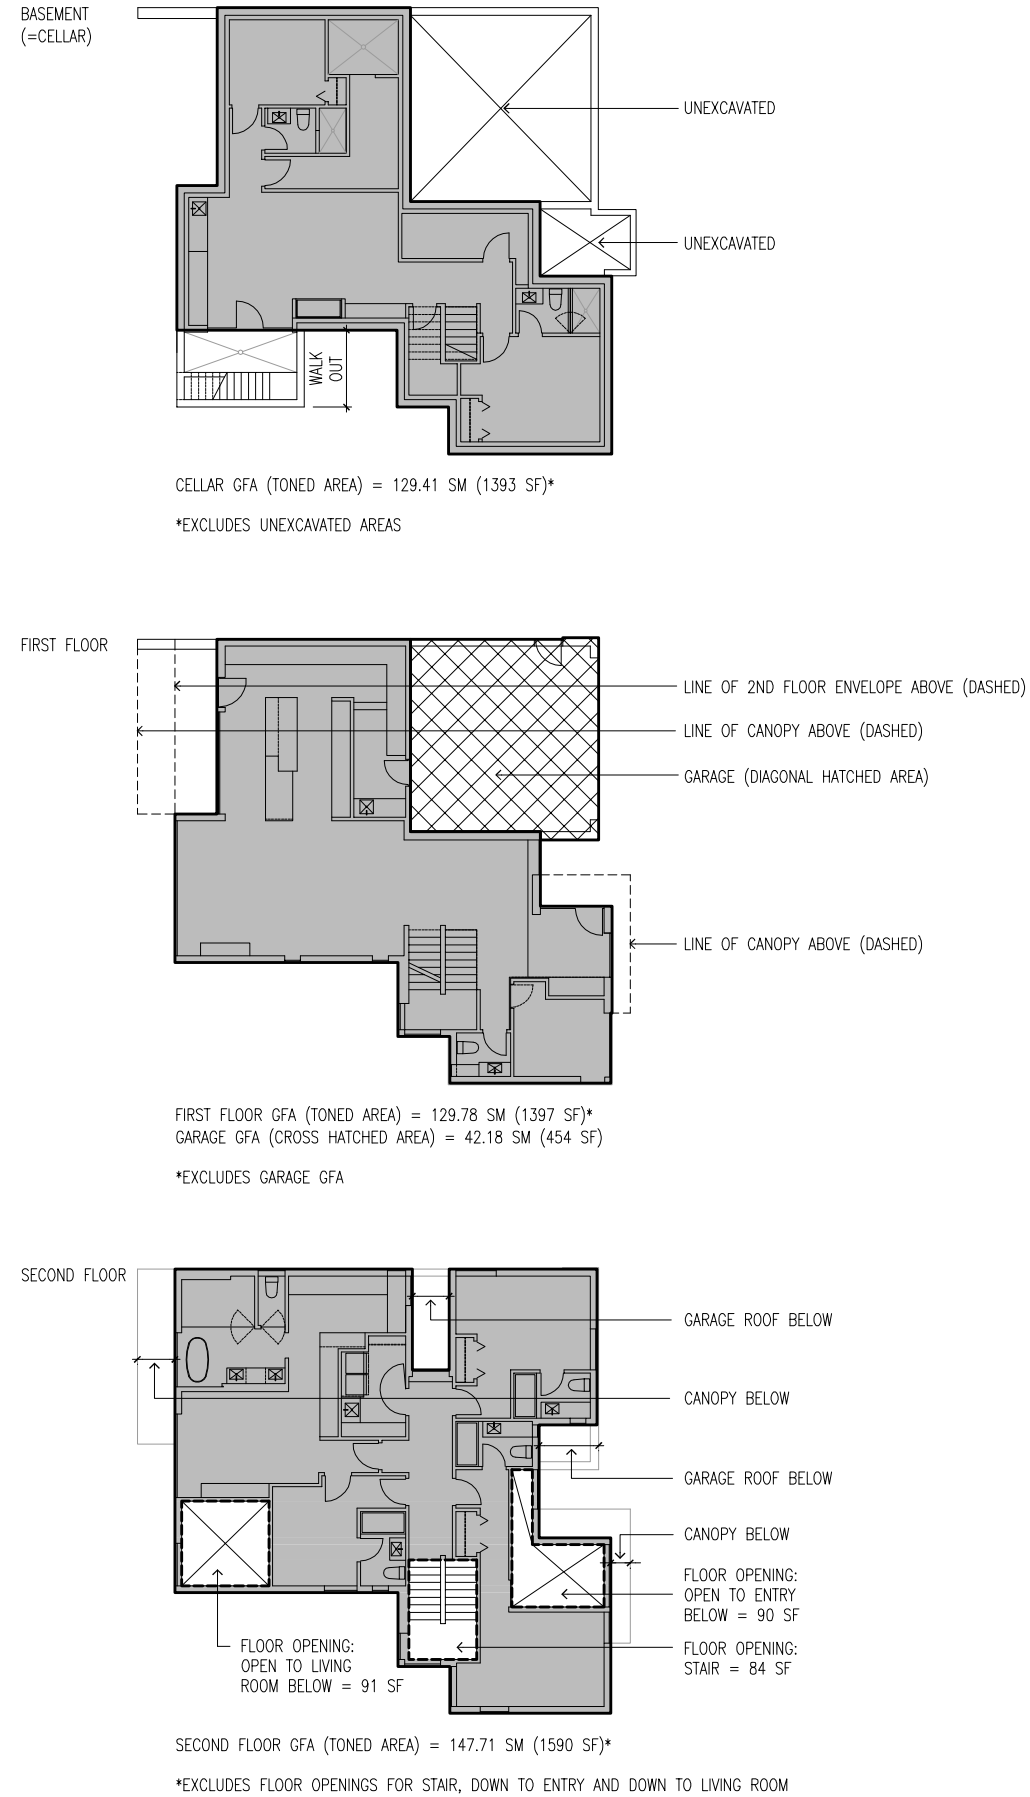 BASEMENT
(=CELLAR)
UNEXCAVATED
UNEXCAVATED
WALK
OUT
CELLAR GFA (TONED AREA) = 129.41 SM (1393 SF)*
*EXCLUDES UNEXCAVATED AREAS
FIRST FLOOR
LINE OF 2ND FLOOR ENVELOPE ABOVE (DASHED)
LINE OF CANOPY ABOVE (DASHED)
GARAGE (DIAGONAL HATCHED AREA)
LINE OF CANOPY ABOVE (DASHED)
FIRST FLOOR GFA (TONED AREA) = 129.78 SM (1397 SF)*
GARAGE GFA (CROSS HATCHED AREA) = 42.18 SM (454 SF)
*EXCLUDES GARAGE GFA
SECOND FLOOR
GARAGE ROOF BELOW
CANOPY BELOW
GARAGE ROOF BELOW
CANOPY BELOW
FLOOR OPENING:
OPEN TO ENTRY
BELOW = 90 SF
FLOOR OPENING:
STAIR = 84 SF
FLOOR OPENING:
OPEN TO LIVING
ROOM BELOW = 91 SF
SECOND FLOOR GFA (TONED AREA) = 147.71 SM (1590 SF)*
*EXCLUDES FLOOR OPENINGS FOR STAIR, DOWN TO ENTRY AND DOWN TO LIVING ROOM